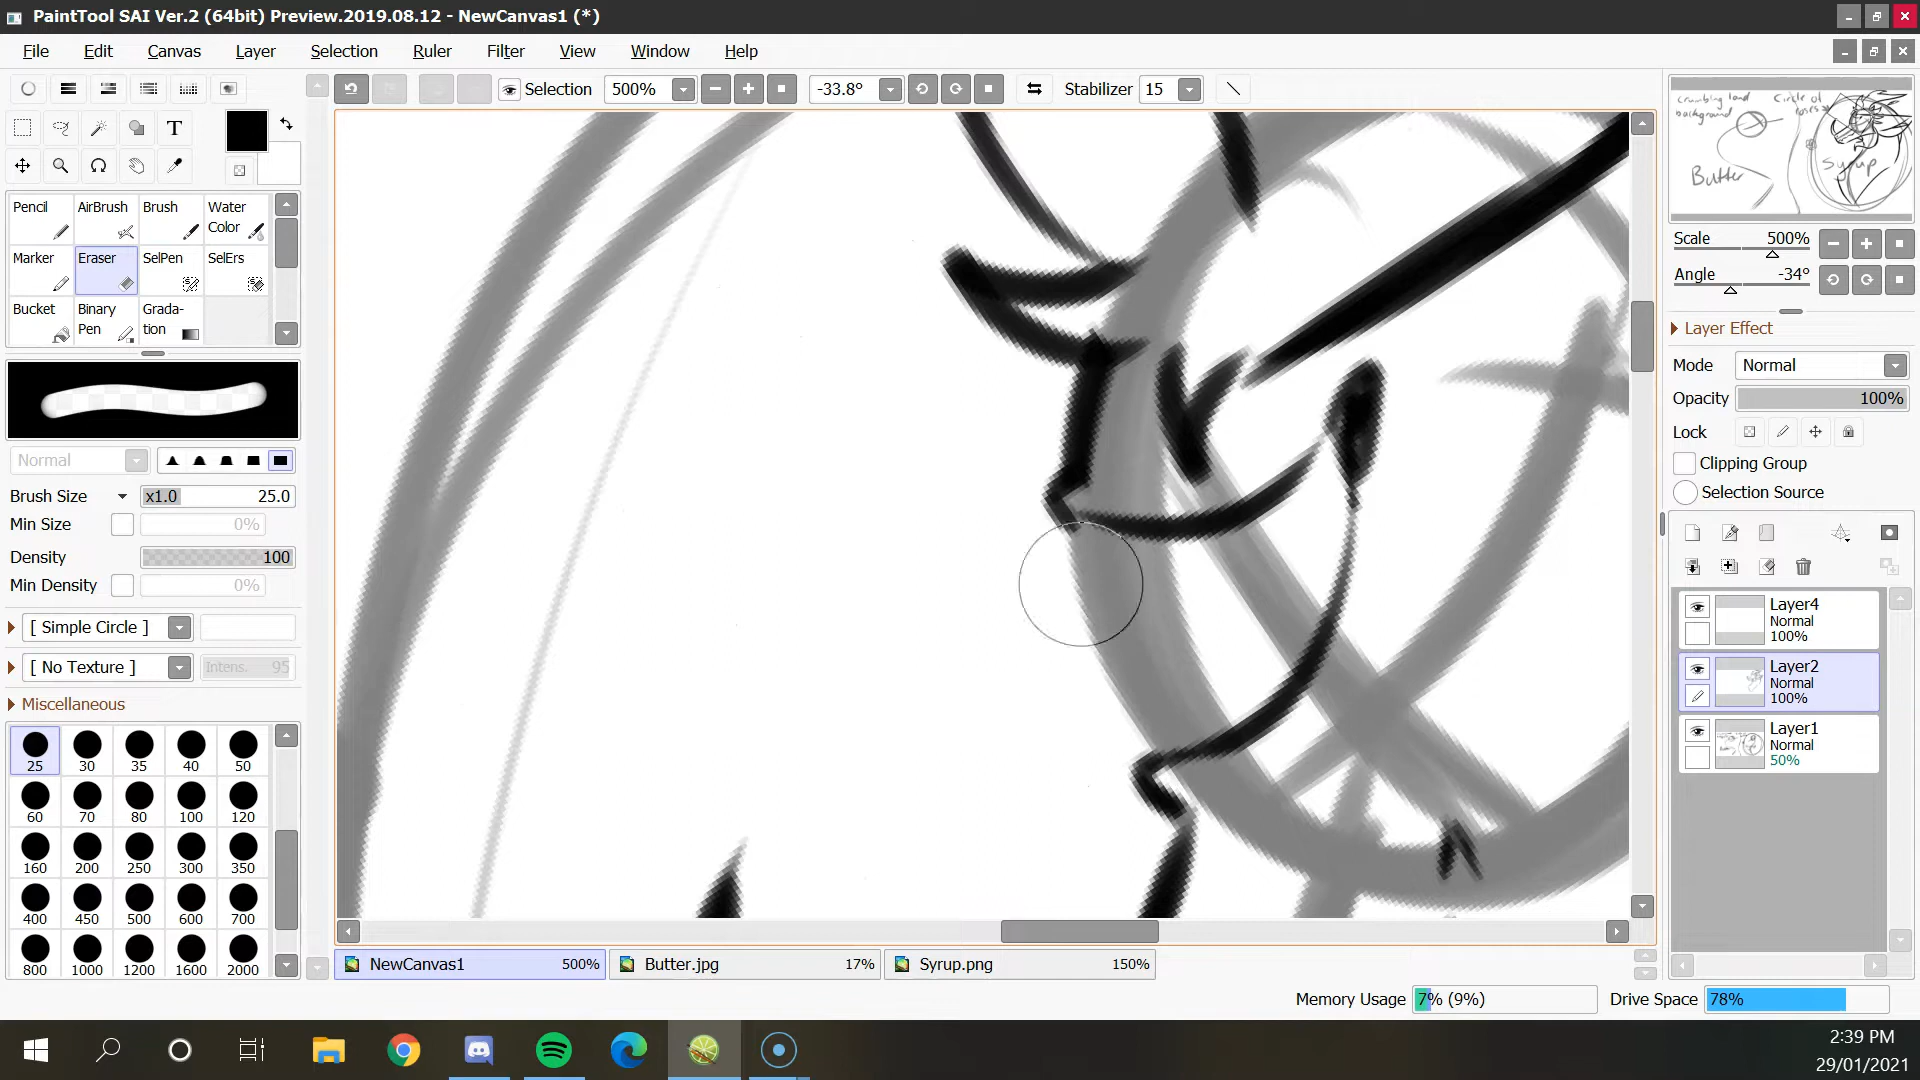 PaintTool SAI Ver.2 (64bit) Preview.2019.08.12 - NewCanvas1 (*)
File Edit Canvas Layer Selection Ruler Filter View Window Help
Selection 500% -33.8° Stabilizer 15
T
Pencil AirBrush Brush Water Color
Marker Eraser SelPen SelErs
Bucket Binary Pen Grada-tion
Normal
Brush Size x1.0 25.0
Min Size 0%
Density 100
Min Density 0%
[ Simple Circle ]
[ No Texture ] Intens. 95
Miscellaneous
25 30 35 40 50
60 70 80 100 120
160 200 250 300 350
400 450 500 600 700
800 1000 1200 1600 2000
crumbling land background
Circle of
Butter
Syrup
Scale 500%
Angle -34°
Layer Effect
Mode Normal
Opacity 100%
Lock
Clipping Group
Selection Source
Layer4
Normal
100%
Layer2
Normal
100%
Layer1
Normal
50%
NewCanvas1 500% Butter.jpg 17% Syrup.png 150%
Memory Usage 7% (9%) Drive Space 78%
2:39 PM
29/01/2021